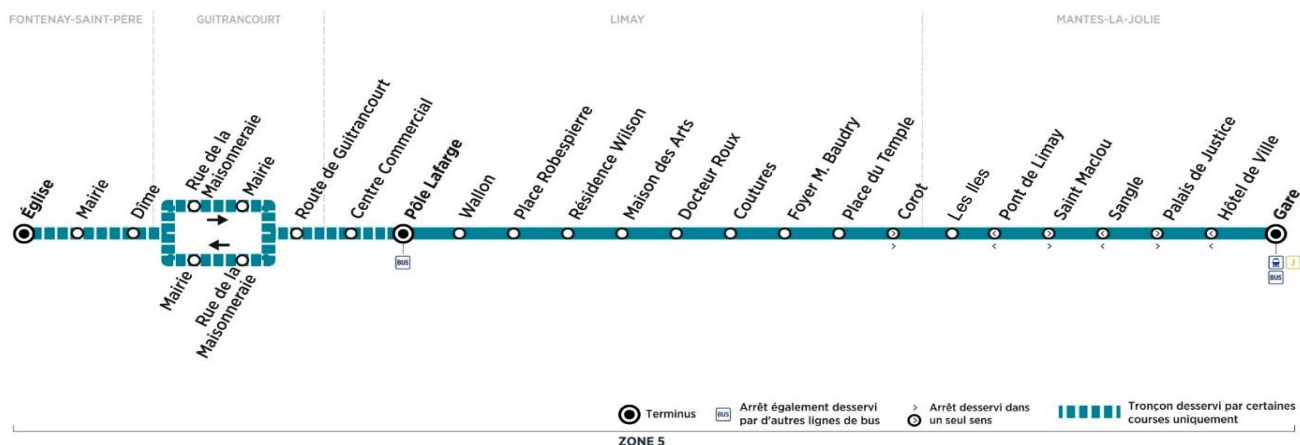 FONTENAY-SAINT-PÈRE
GUITRANCOURT
LIMAY
MANTES-LA-JOLIE
Église
Mairie
Dîme
Rue de la
Maisonneraie
Mairie
Mairie
Rue de la
Maisonneraie
Route de Guitrancourt
Centre Commercial
Pôle Lafarge
BUS
Wallon
Place Robespierre
Résidence Wilson
Maison des Arts
Docteur Roux
Coutures
Foyer M. Baudry
Place du Temple
Corot
Les Iles
Pont de Limay
Saint Maclou
Sangle
Palais de Justice
Hôtel de Ville
Gare
J
BUS
Terminus
BUS
Arrêt également desservi
par d'autres lignes de bus
Arrêt desservi dans
un seul sens
Tronçon desservi par certaines
courses uniquement
ZONE 5